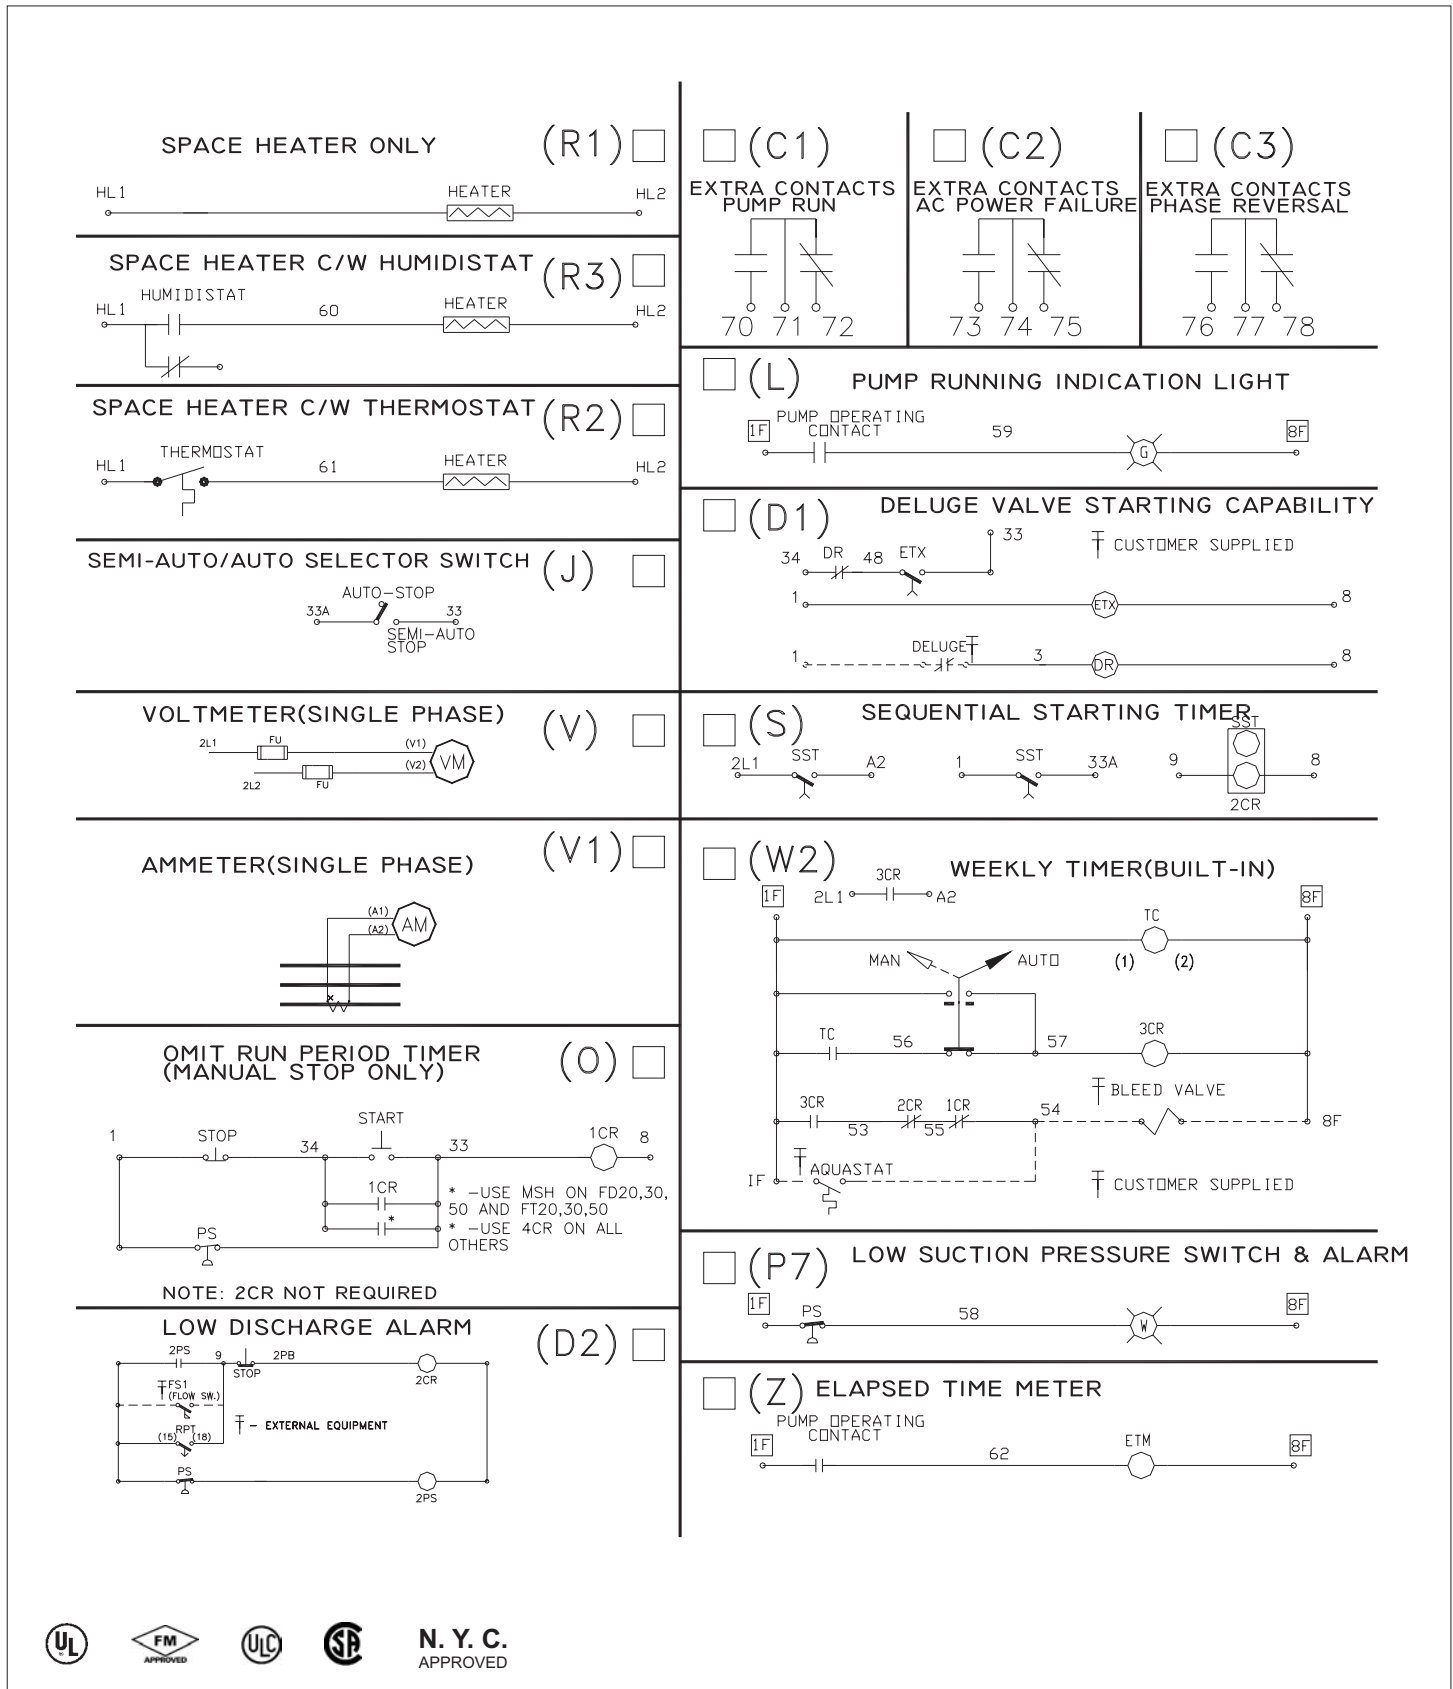 SPACE HEATER ONLY
(R1)
HL1
HEATER
HL2
SPACE HEATER C/W HUMIDISTAT
(R3)
HUMIDISTAT
HL1
60
HEATER
HL2
SPACE HEATER C/W THERMOSTAT
(R2)
THERMOSTAT
HL1
61
HEATER
HL2
SEMI-AUTO/AUTO SELECTOR SWITCH
(J)
AUTO-STOP
33A
33
SEMI-AUTO
STOP
VOLTMETER(SINGLE PHASE)
(V)
2L1
FU
(V1)
VM
(V2)
2L2
FU
(V1)
AMMETER(SINGLE PHASE)
(A1)
AM
(A2)
OMIT RUN PERIOD TIMER
(MANUAL STOP ONLY)
(O)
START
1
STOP
34
33
1CR
8
1CR
* -USE MSH ON FD20,30,
50 AND FT20,30,50
*
* -USE 4CR ON ALL
OTHERS
PS
NOTE: 2CR NOT REQUIRED
LOW DISCHARGE ALARM
(D2)
2PS
9
2PB
STOP
2CR
FS1
(FLOW SW.)
- EXTERNAL EQUIPMENT
RPT
(15) (18)
PS
2PS
(C1)
EXTRA CONTACTS
PUMP RUN
70 71 72
(C2)
EXTRA CONTACTS
AC POWER FAILURE
73 74 75
(C3)
EXTRA CONTACTS
PHASE REVERSAL
76 77 78
(L)
PUMP RUNNING INDICATION LIGHT
1F
PUMP OPERATING
CONTACT
59
G
8F
(D1)
DELUGE VALVE STARTING CAPABILITY
34
DR
48
ETX
33
CUSTOMER SUPPLIED
1
ETX
8
DELUGE
1
3
DR
8
(S)
SEQUENTIAL STARTING TIMER
2L1
SST
A2
1
SST
33A
SST
9
8
2CR
(W2)
WEEKLY TIMER(BUILT-IN)
1F
2L1
3CR
A2
8F
TC
(1)
(2)
MAN
AUTO
TC
56
57
3CR
BLEED VALVE
3CR
53
2CR
55
1CR
54
8F
AQUASTAT
IF
CUSTOMER SUPPLIED
(P7)
LOW SUCTION PRESSURE SWITCH & ALARM
1F
PS
58
W
8F
(Z)
ELAPSED TIME METER
PUMP OPERATING
CONTACT
1F
62
ETM
8F
UL
FM
APPROVED
ULC
SA
N. Y. C.
APPROVED